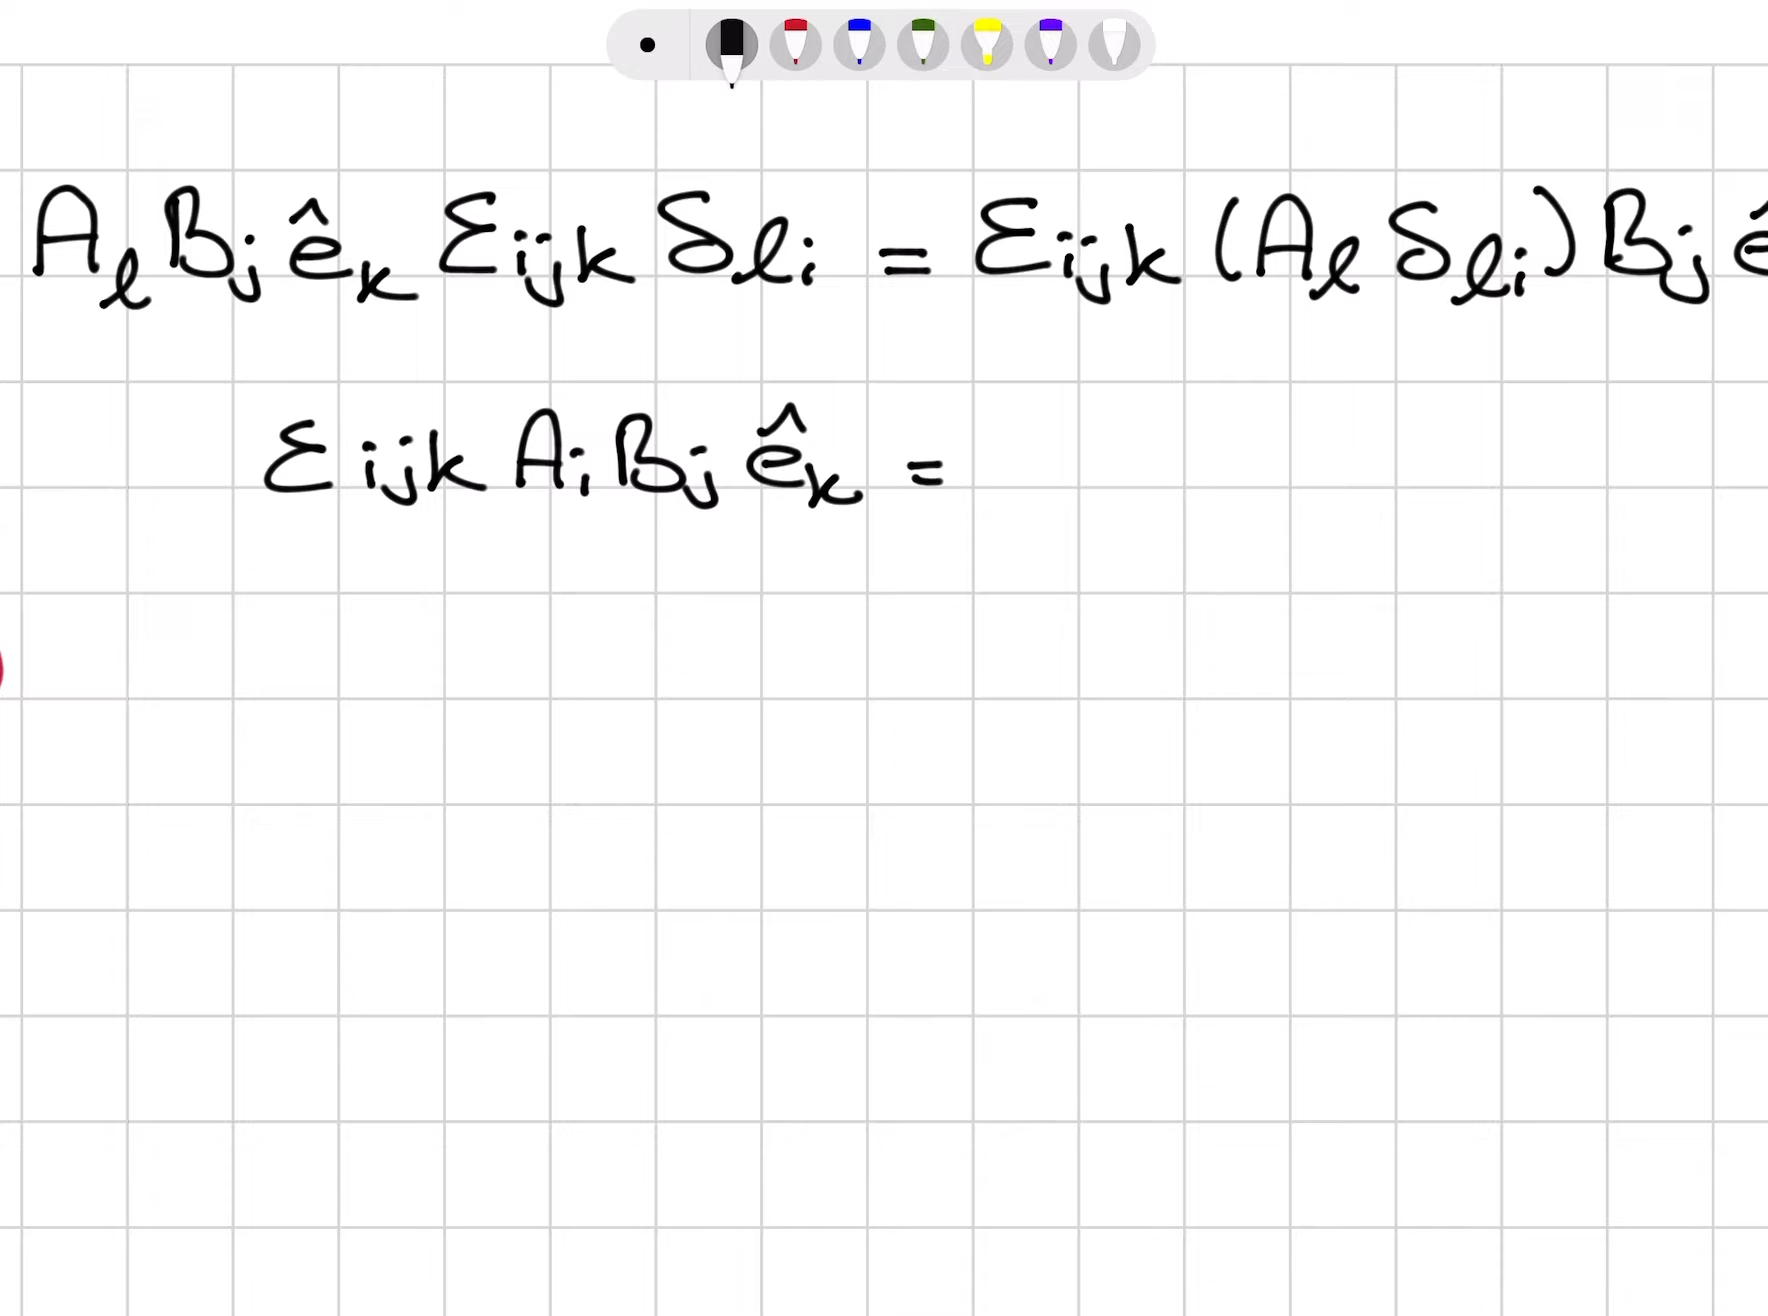 A_l B_j ê_k ε_ijk δ_li = ε_ijk (A_l δ_li) B_j ê
ε_ijk A_i B_j ê_k =